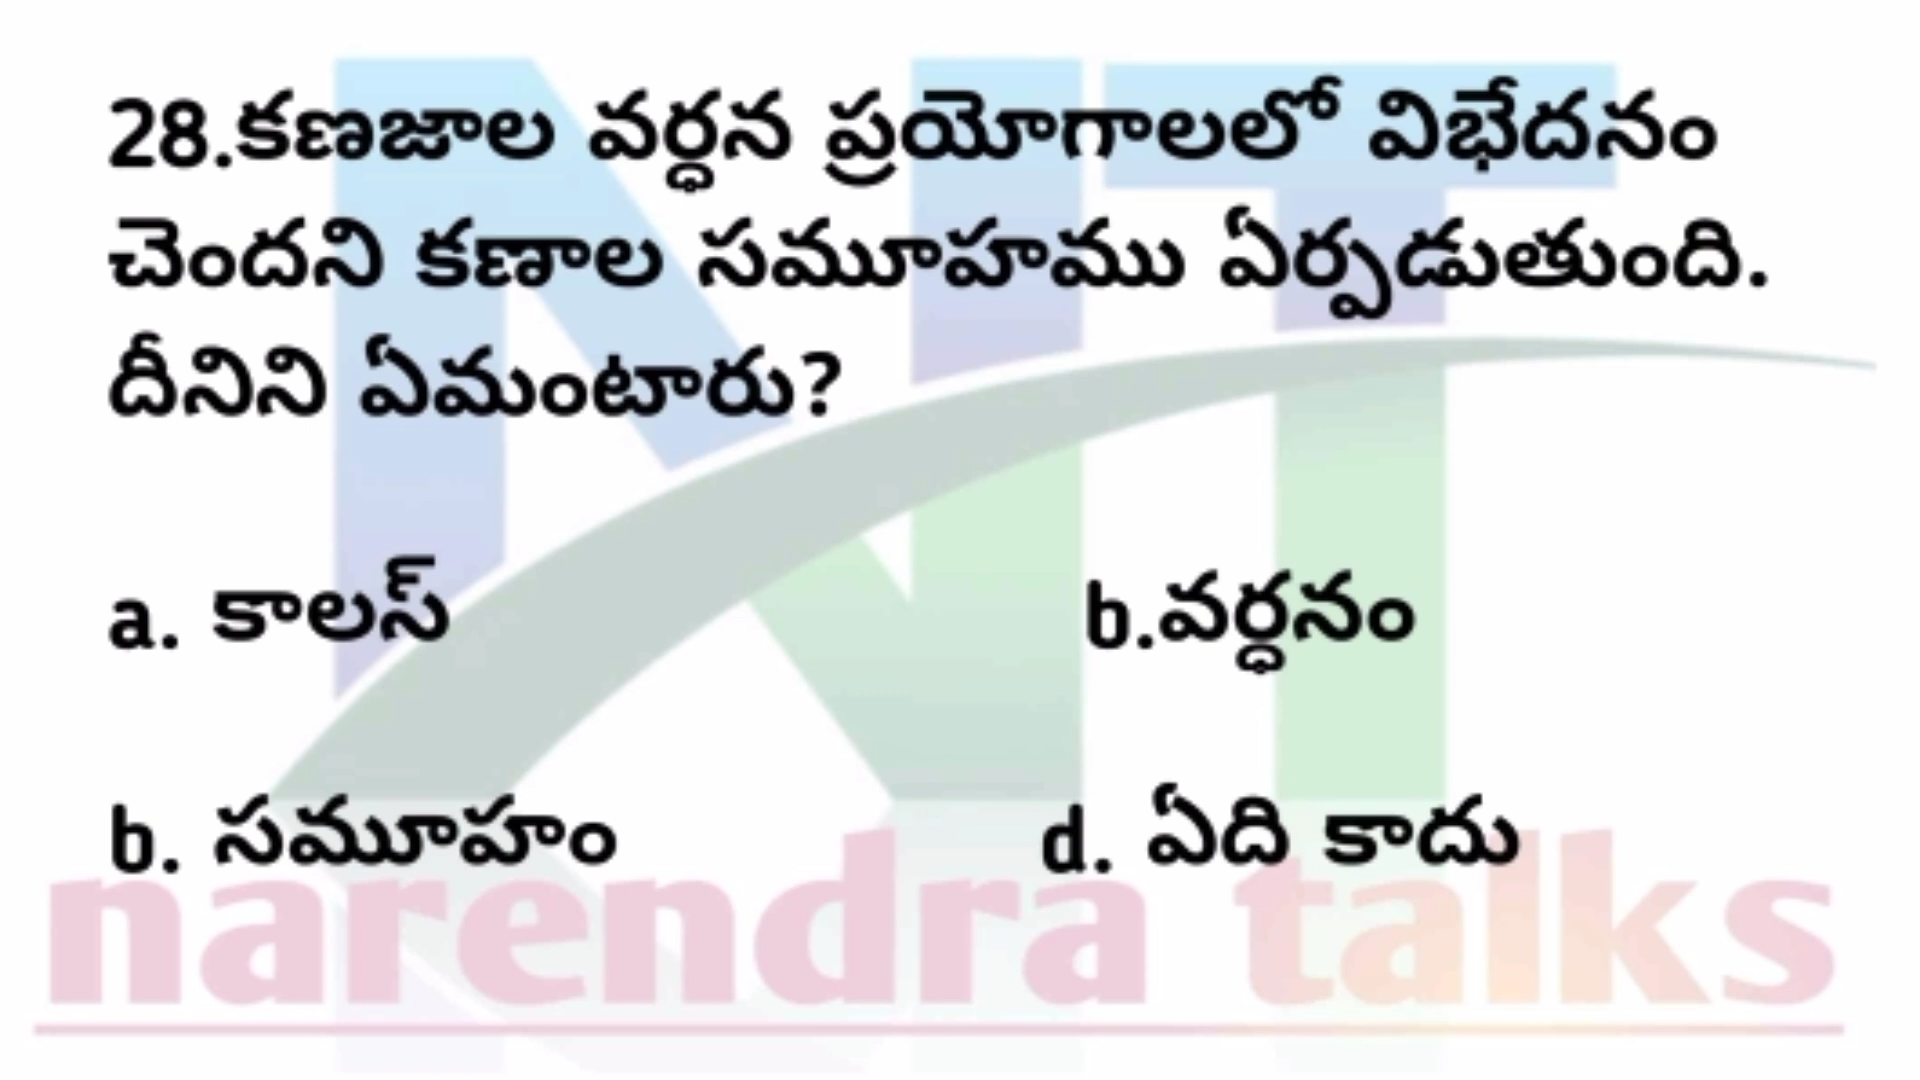 28.కణజాల వర్ధన ప్రయోగాలలో విభేదనం
చెందని కణాల సమూహము ఏర్పడుతుంది.
దీనిని ఏమంటారు?
a. కాలస్ b.వర్ధనం
b. సమూహం d. ఏది కాదు
narendra talks